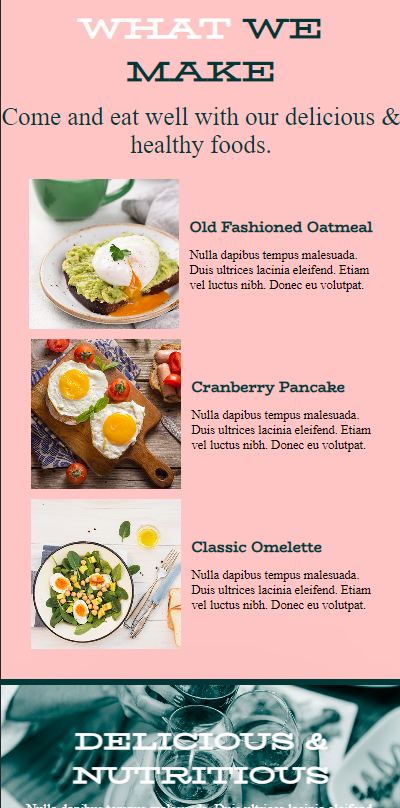 WHAT WE
MAKE
Come and eat well with our delicious &
healthy foods.
Old Fashioned Oatmeal
Nulla dapibus tempus malesuada.
Duis ultrices lacinia eleifend. Etiam
vel luctus nibh. Donec eu volutpat.
Cranberry Pancake
Nulla dapibus tempus malesuada.
Duis ultrices lacinia eleifend. Etiam
vel luctus nibh. Donec eu volutpat.
Classic Omelette
Nulla dapibus tempus malesuada.
Duis ultrices lacinia eleifend. Etiam
vel luctus nibh. Donec eu volutpat.
DELICIOUS &
NUTRITIOUS